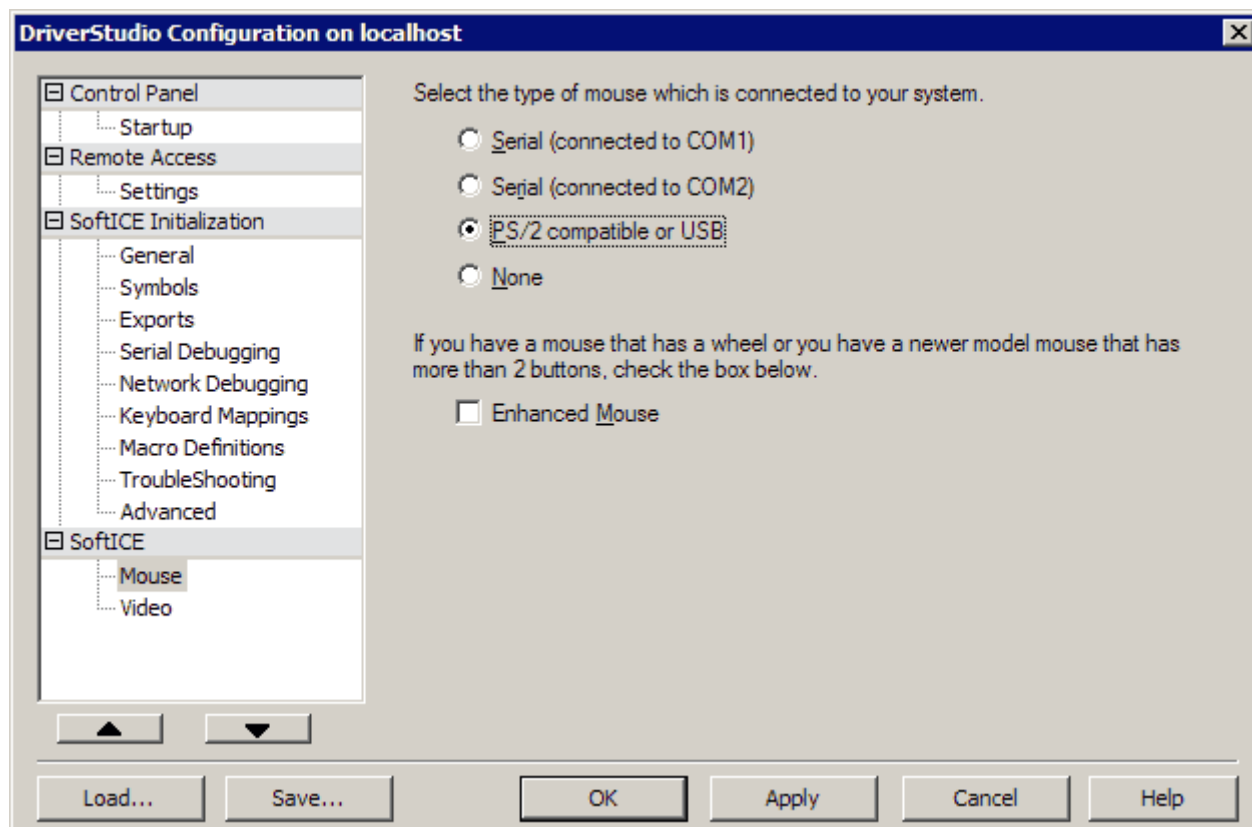 DriverStudio Configuration on localhost
Control Panel
Startup
Remote Access
Settings
SoftICE Initialization
General
Symbols
Exports
Serial Debugging
Network Debugging
Keyboard Mappings
Macro Definitions
TroubleShooting
Advanced
SoftICE
Mouse
Video
Select the type of mouse which is connected to your system.
Serial (connected to COM1)
Serial (connected to COM2)
PS/2 compatible or USB
None
If you have a mouse that has a wheel or you have a newer model mouse that has
more than 2 buttons, check the box below.
Enhanced Mouse
Load... Save... OK Apply Cancel Help